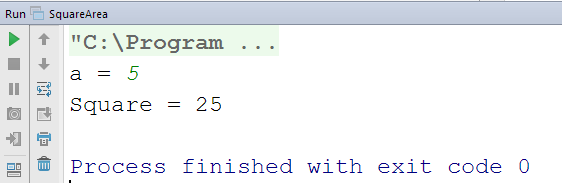 Run SquareArea
"C:\Program ...
a = 5
Square = 25
Process finished with exit code 0